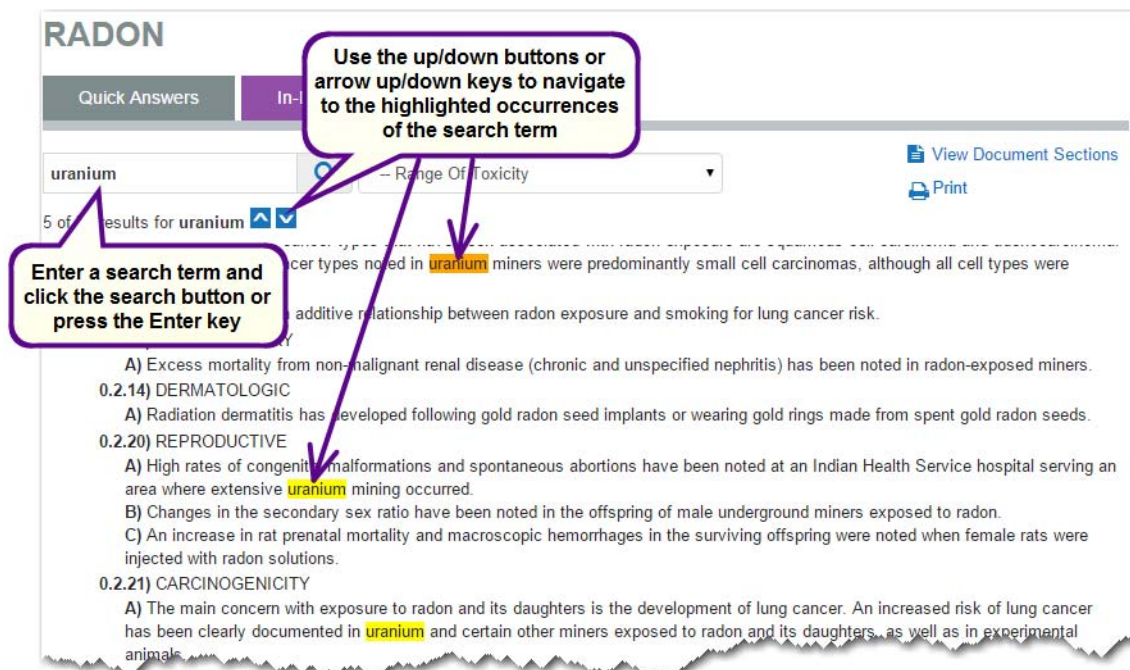 RADON
Use the up/down buttons or
arrow up/down keys to navigate
to the highlighted occurrences
of the search term
Quick Answers
uranium
-- Range Of Toxicity
View Document Sections
Print
5 of results for uranium
Enter a search term and
click the search button or
press the Enter key
types noted in uranium miners were predominantly small cell carcinomas, although all cell types were
additive relationship between radon exposure and smoking for lung cancer risk.
A) Excess mortality from non-malignant renal disease (chronic and unspecified nephritis) has been noted in radon-exposed miners.
0.2.14) DERMATOLOGIC
A) Radiation dermatitis has developed following gold radon seed implants or wearing gold rings made from spent gold radon seeds.
0.2.20) REPRODUCTIVE
A) High rates of congenital malformations and spontaneous abortions have been noted at an Indian Health Service hospital serving an
area where extensive uranium mining occurred.
B) Changes in the secondary sex ratio have been noted in the offspring of male underground miners exposed to radon.
C) An increase in rat prenatal mortality and macroscopic hemorrhages in the surviving offspring were noted when female rats were
injected with radon solutions.
0.2.21) CARCINOGENICITY
A) The main concern with exposure to radon and its daughters is the development of lung cancer. An increased risk of lung cancer
has been clearly documented in uranium and certain other miners exposed to radon and its daughters, as well as in experimental
animals